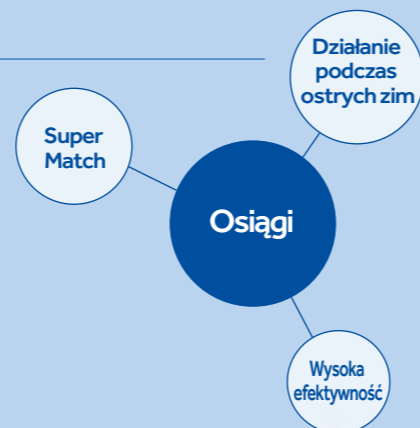 Działanie
podczas
ostrych zim
Super
Match
Osiągi
Wysoka
efektywność